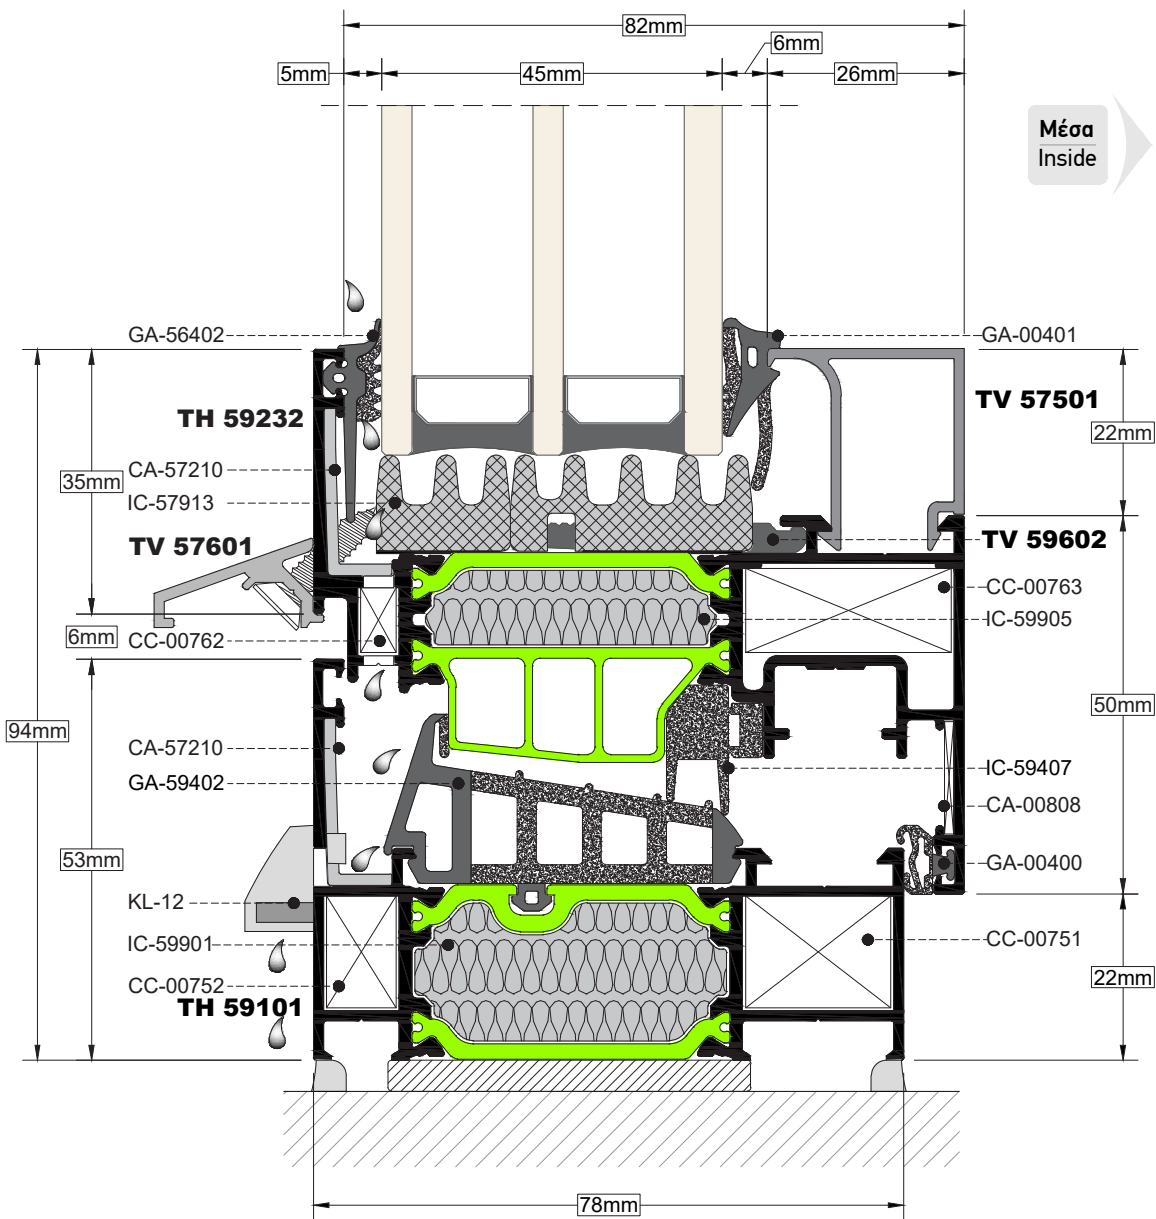 82mm
6mm
5mm
45mm
26mm
Μέσα
Inside
GA-56402
GA-00401
TH 59232
TV 57501
22mm
CA-57210
35mm
IC-57913
TV 57601
TV 59602
CC-00763
IC-59905
6mm
CC-00762
50mm
94mm
CA-57210
GA-59402
IC-59407
CA-00808
53mm
GA-00400
KL-12
IC-59901
CC-00751
22mm
CC-00752
TH 59101
78mm